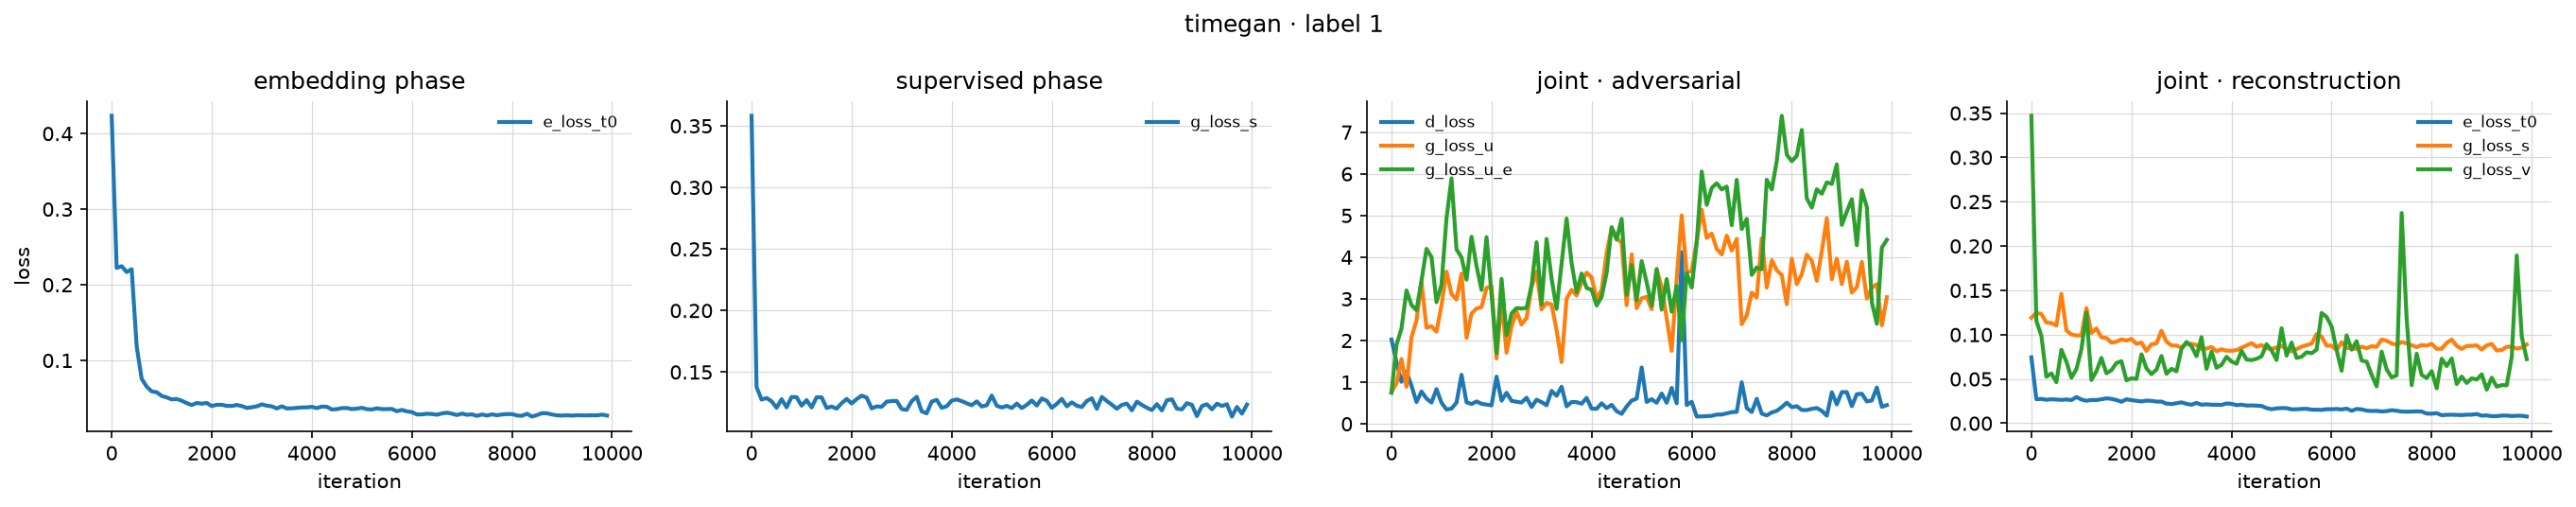 timegan · label 1
embedding phase
loss
0.4
0.3
0.2
0.1
e_loss_t0
0 2000 4000 6000 8000 10000
iteration
supervised phase
0.35
0.30
0.25
0.20
0.15
g_loss_s
0 2000 4000 6000 8000 10000
iteration
joint · adversarial
7
6
5
4
3
2
1
0
d_loss
g_loss_u
g_loss_u_e
0 2000 4000 6000 8000 10000
iteration
joint · reconstruction
0.35
0.30
0.25
0.20
0.15
0.10
0.05
0.00
e_loss_t0
g_loss_s
g_loss_v
0 2000 4000 6000 8000 10000
iteration